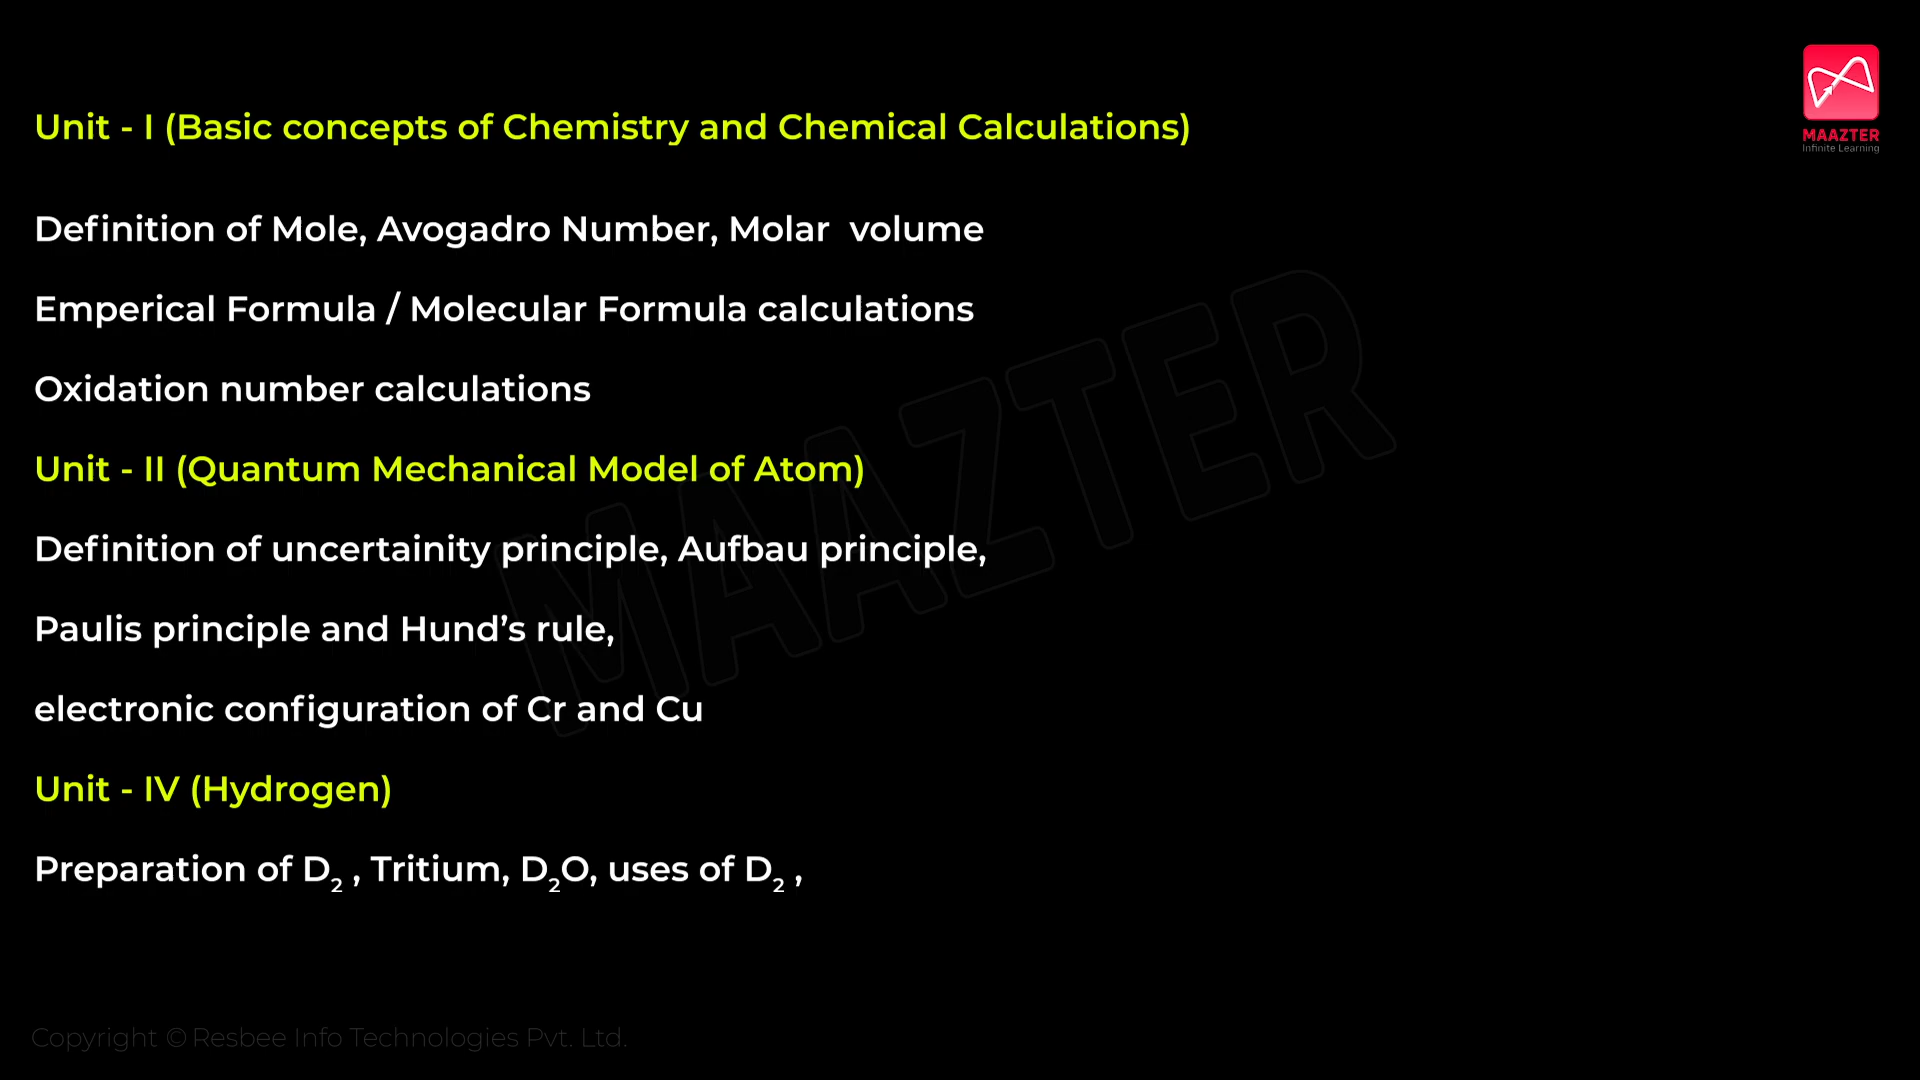 Unit - I (Basic concepts of Chemistry and Chemical Calculations)
MAAZTER
Infinite Learning
Definition of Mole, Avogadro Number, Molar volume
Emperical Formula / Molecular Formula calculations
Oxidation number calculations
Unit - II (Quantum Mechanical Model of Atom)
Definition of uncertainity principle, Aufbau principle,
Paulis principle and Hund’s rule,
electronic configuration of Cr and Cu
Unit - IV (Hydrogen)
Preparation of D₂ , Tritium, D₂O, uses of D₂ ,
MAAZTER
Copyright © Resbee Info Technologies Pvt. Ltd.